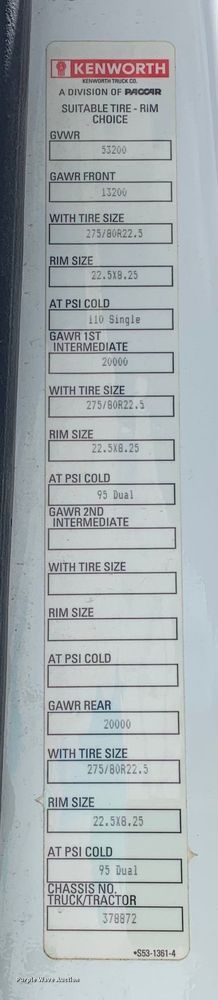 KENWORTH
KENWORTH TRUCK CO.
A DIVISION OF PACCAR
SUITABLE TIRE - RIM
CHOICE
GVWR
53200
GAWR FRONT
13200
WITH TIRE SIZE
275/80R22.5
RIM SIZE
22.5X8.25
AT PSI COLD
110 Single
GAWR 1ST
INTERMEDIATE
20000
WITH TIRE SIZE
275/80R22.5
RIM SIZE
22.5X8.25
AT PSI COLD
95 Dual
GAWR 2ND
INTERMEDIATE
WITH TIRE SIZE
RIM SIZE
AT PSI COLD
GAWR REAR
20000
WITH TIRE SIZE
275/80R22.5
RIM SIZE
22.5X8.25
AT PSI COLD
95 Dual
CHASSIS NO.
TRUCK/TRACTOR
378872
*S53-1361-4
Purple Wave Auction